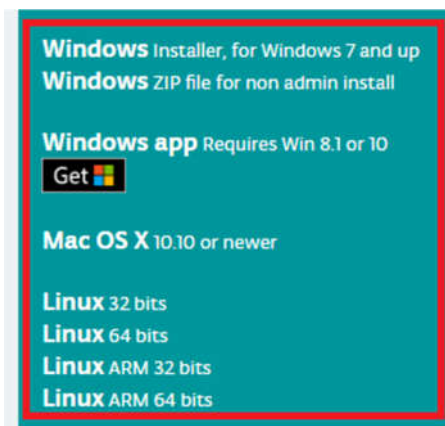 Windows Installer, for Windows 7 and up
Windows ZIP file for non admin install
Windows app Requires Win 8.1 or 10
Get
Mac OS X 10.10 or newer
Linux 32 bits
Linux 64 bits
Linux ARM 32 bits
Linux ARM 64 bits